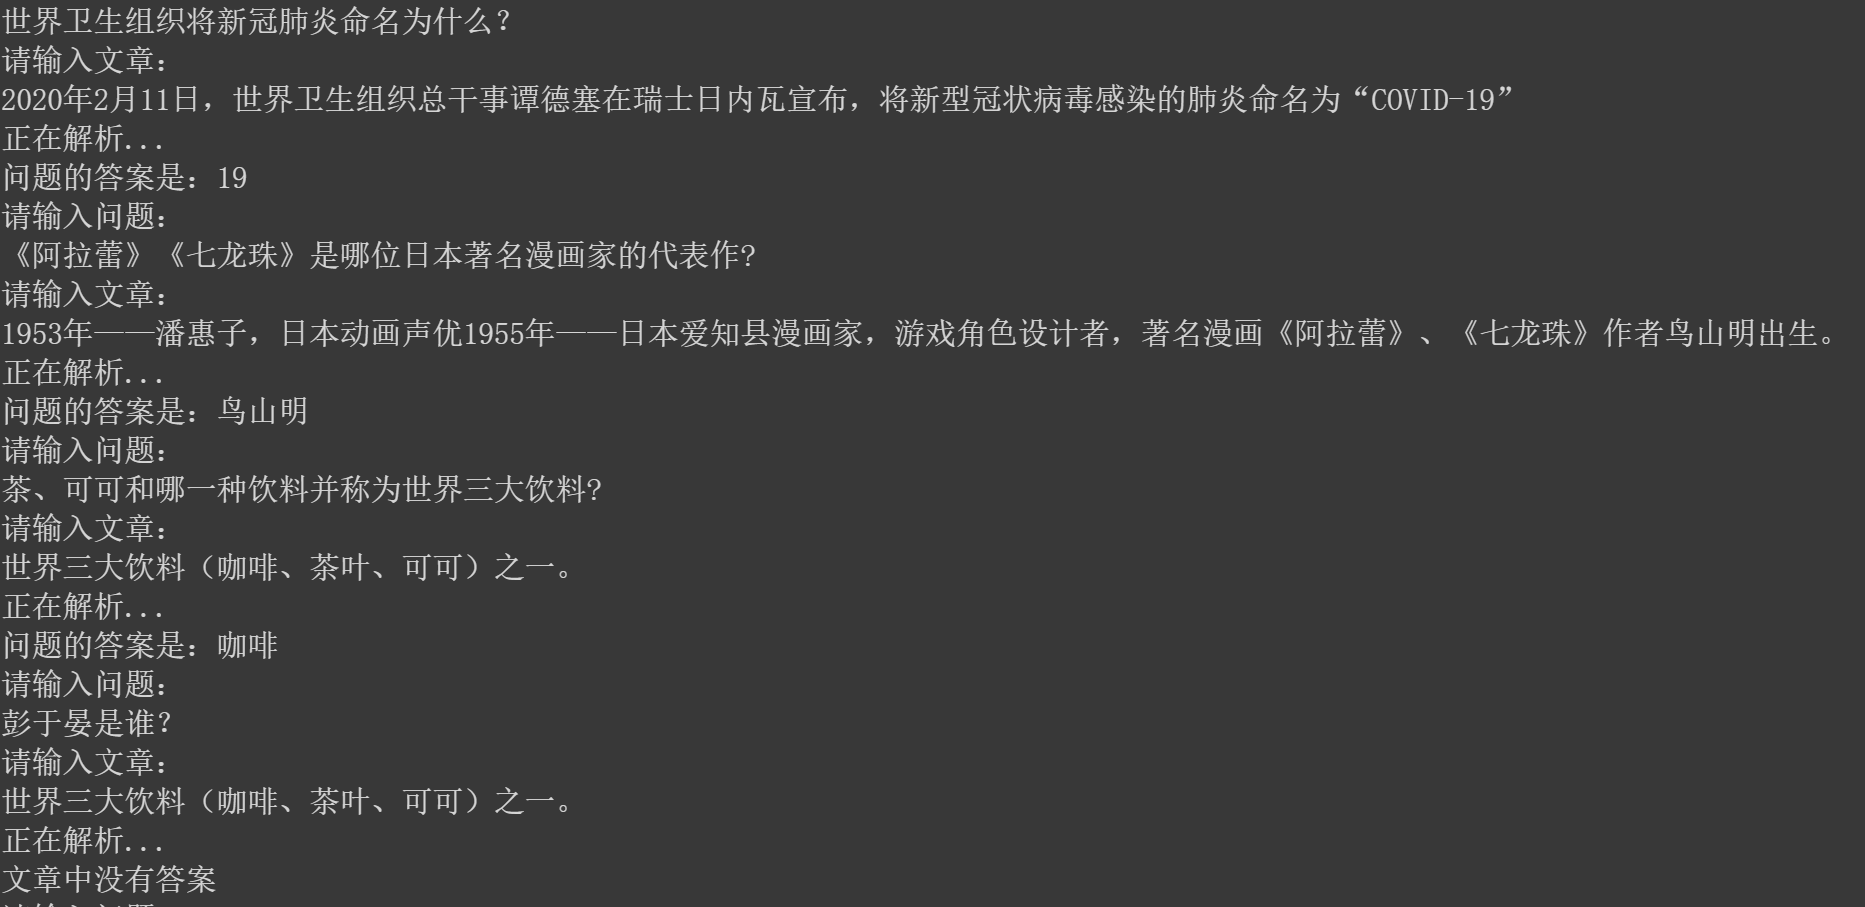 世界卫生组织将新冠肺炎命名为什么?
请输入文章:
2020年2月11日，世界卫生组织总干事谭德塞在瑞士日内瓦宣布，将新型冠状病毒感染的肺炎命名为“COVID-19”
正在解析...
问题的答案是: 19
请输入问题:
《阿拉蕾》《七龙珠》是哪位日本著名漫画家的代表作?
请输入文章:
1953年——潘惠子，日本动画声优1955年——日本爱知县漫画家，游戏角色设计者，著名漫画《阿拉蕾》、《七龙珠》作者鸟山明出生。
正在解析...
问题的答案是: 鸟山明
请输入问题:
茶、可可和哪一种饮料并称为世界三大饮料?
请输入文章:
世界三大饮料（咖啡、茶叶、可可）之一。
正在解析...
问题的答案是: 咖啡
请输入问题:
彭于晏是谁?
请输入文章:
世界三大饮料（咖啡、茶叶、可可）之一。
正在解析...
文章中没有答案